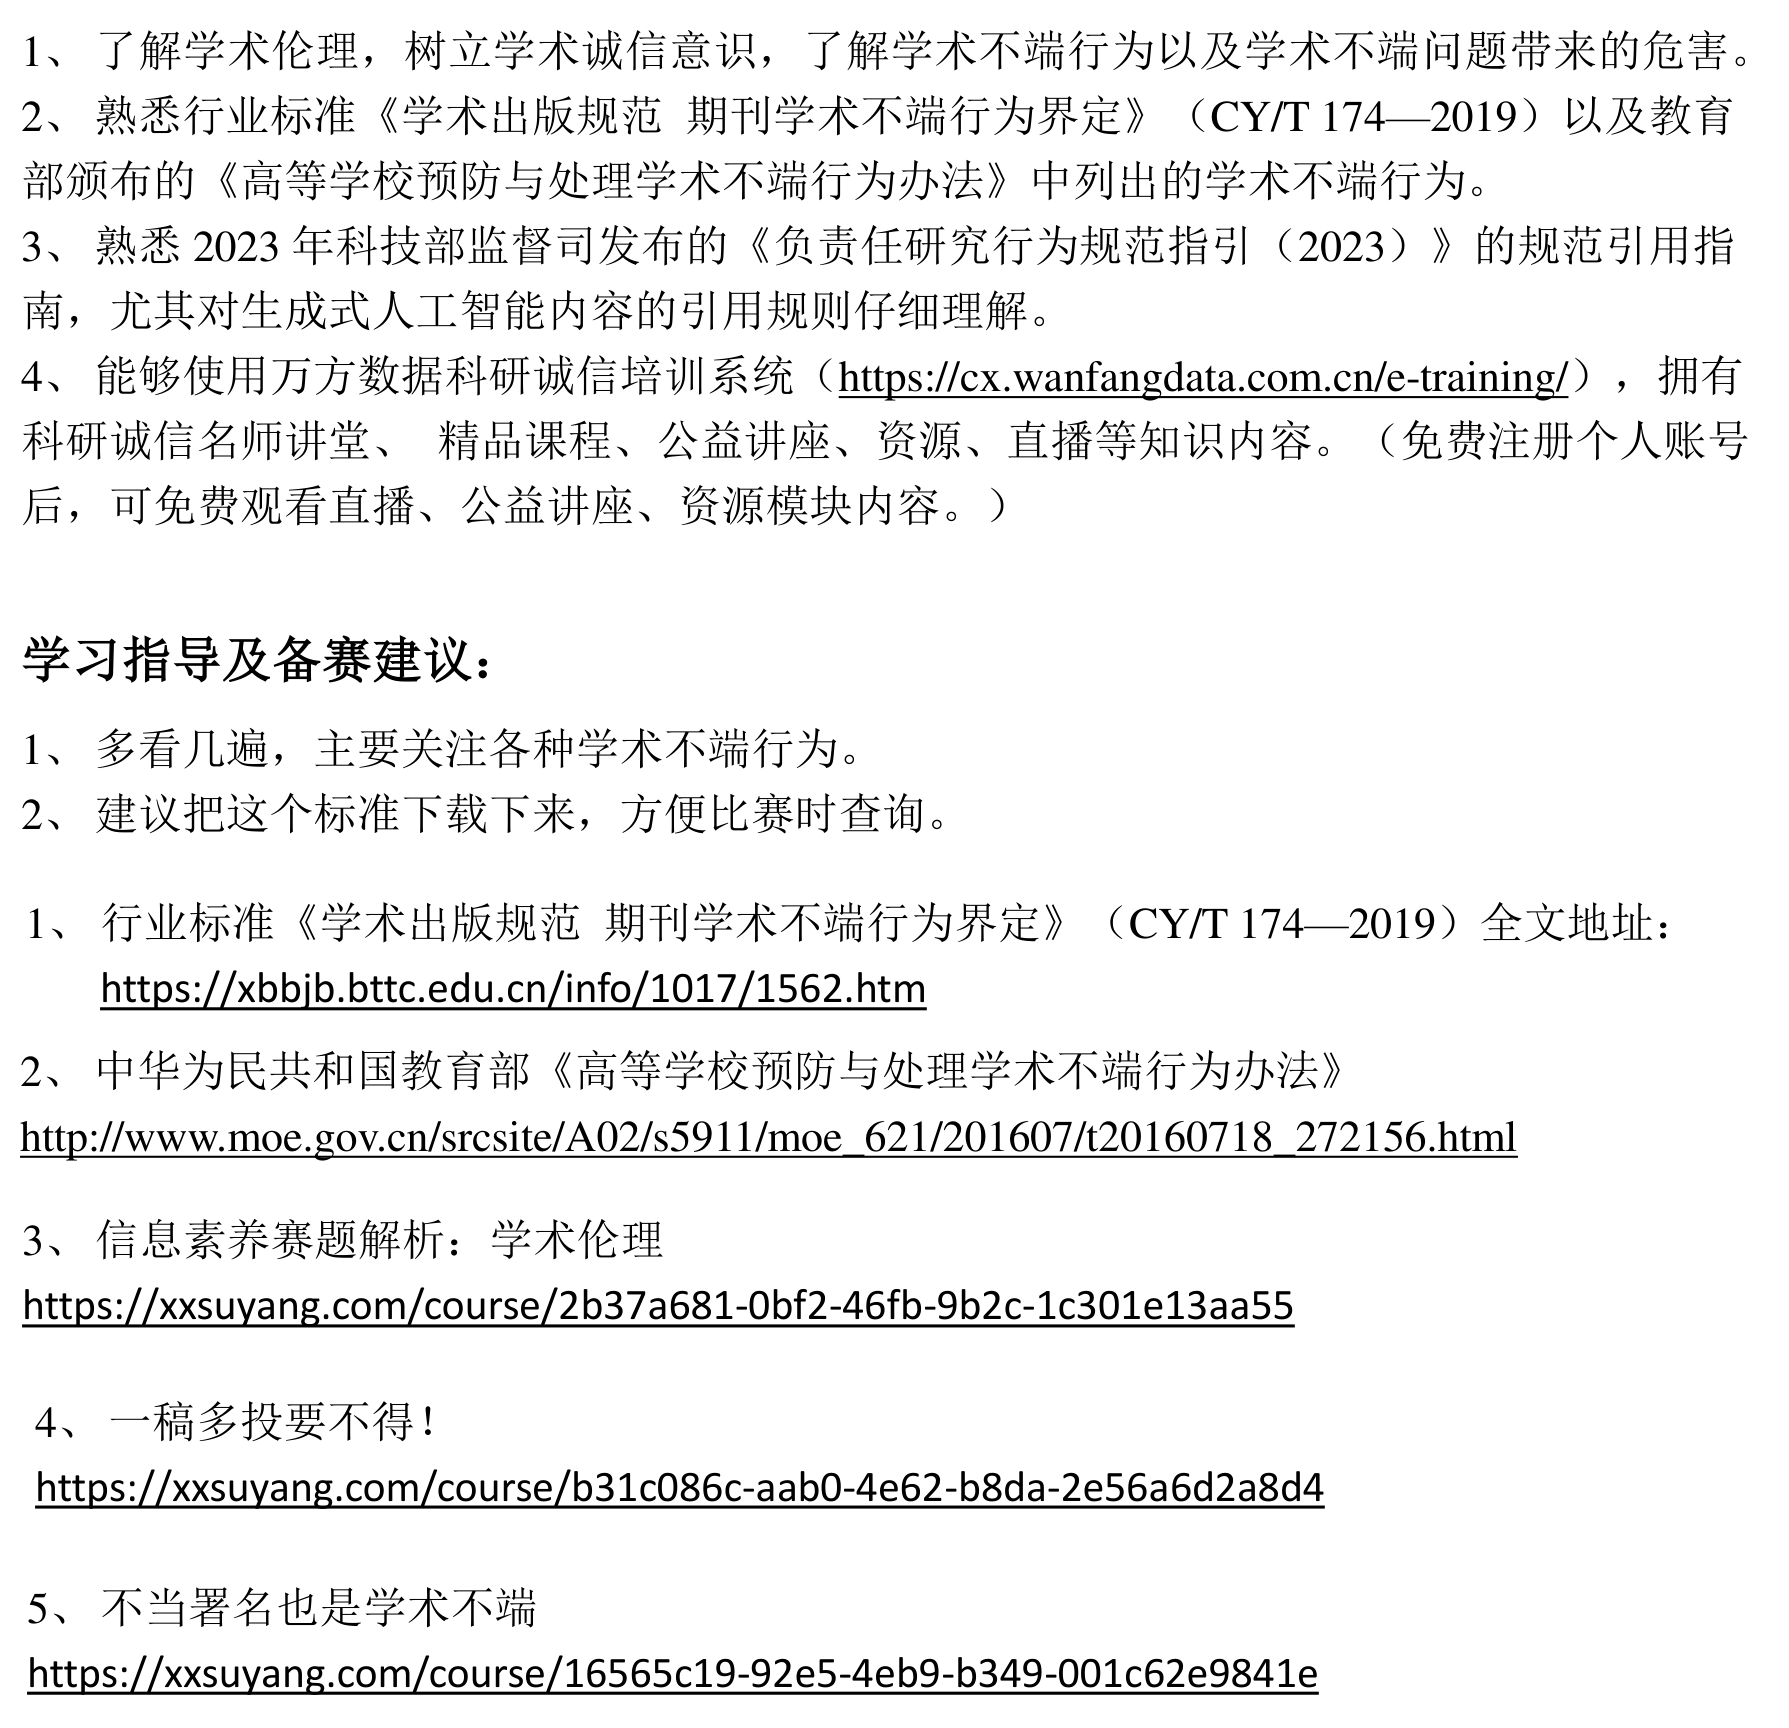 1、 了解学术伦理，树立学术诚信意识，了解学术不端行为以及学术不端问题带来的危害。
2、 熟悉行业标准《学术出版规范 期刊学术不端行为界定》（CY/T 174—2019）以及教育
部颁布的《高等学校预防与处理学术不端行为办法》中列出的学术不端行为。
3、 熟悉 2023 年科技部监督司发布的《负责任研究行为规范指引（2023）》的规范引用指
南，尤其对生成式人工智能内容的引用规则仔细理解。
4、 能够使用万方数据科研诚信培训系统（https://cx.wanfangdata.com.cn/e-training/），拥有
科研诚信名师讲堂、 精品课程、公益讲座、资源、直播等知识内容。（免费注册个人账号
后，可免费观看直播、公益讲座、资源模块内容。）
学习指导及备赛建议：
1、 多看几遍，主要关注各种学术不端行为。
2、 建议把这个标准下载下来，方便比赛时查询。
1、 行业标准《学术出版规范 期刊学术不端行为界定》（CY/T 174—2019）全文地址：
https://xbbjb.bttc.edu.cn/info/1017/1562.htm
2、 中华为民共和国教育部《高等学校预防与处理学术不端行为办法》
http://www.moe.gov.cn/srcsite/A02/s5911/moe_621/201607/t20160718_272156.html
3、 信息素养赛题解析：学术伦理
https://xxsuyang.com/course/2b37a681-0bf2-46fb-9b2c-1c301e13aa55
4、 一稿多投要不得！
https://xxsuyang.com/course/b31c086c-aab0-4e62-b8da-2e56a6d2a8d4
5、 不当署名也是学术不端
https://xxsuyang.com/course/16565c19-92e5-4eb9-b349-001c62e9841e